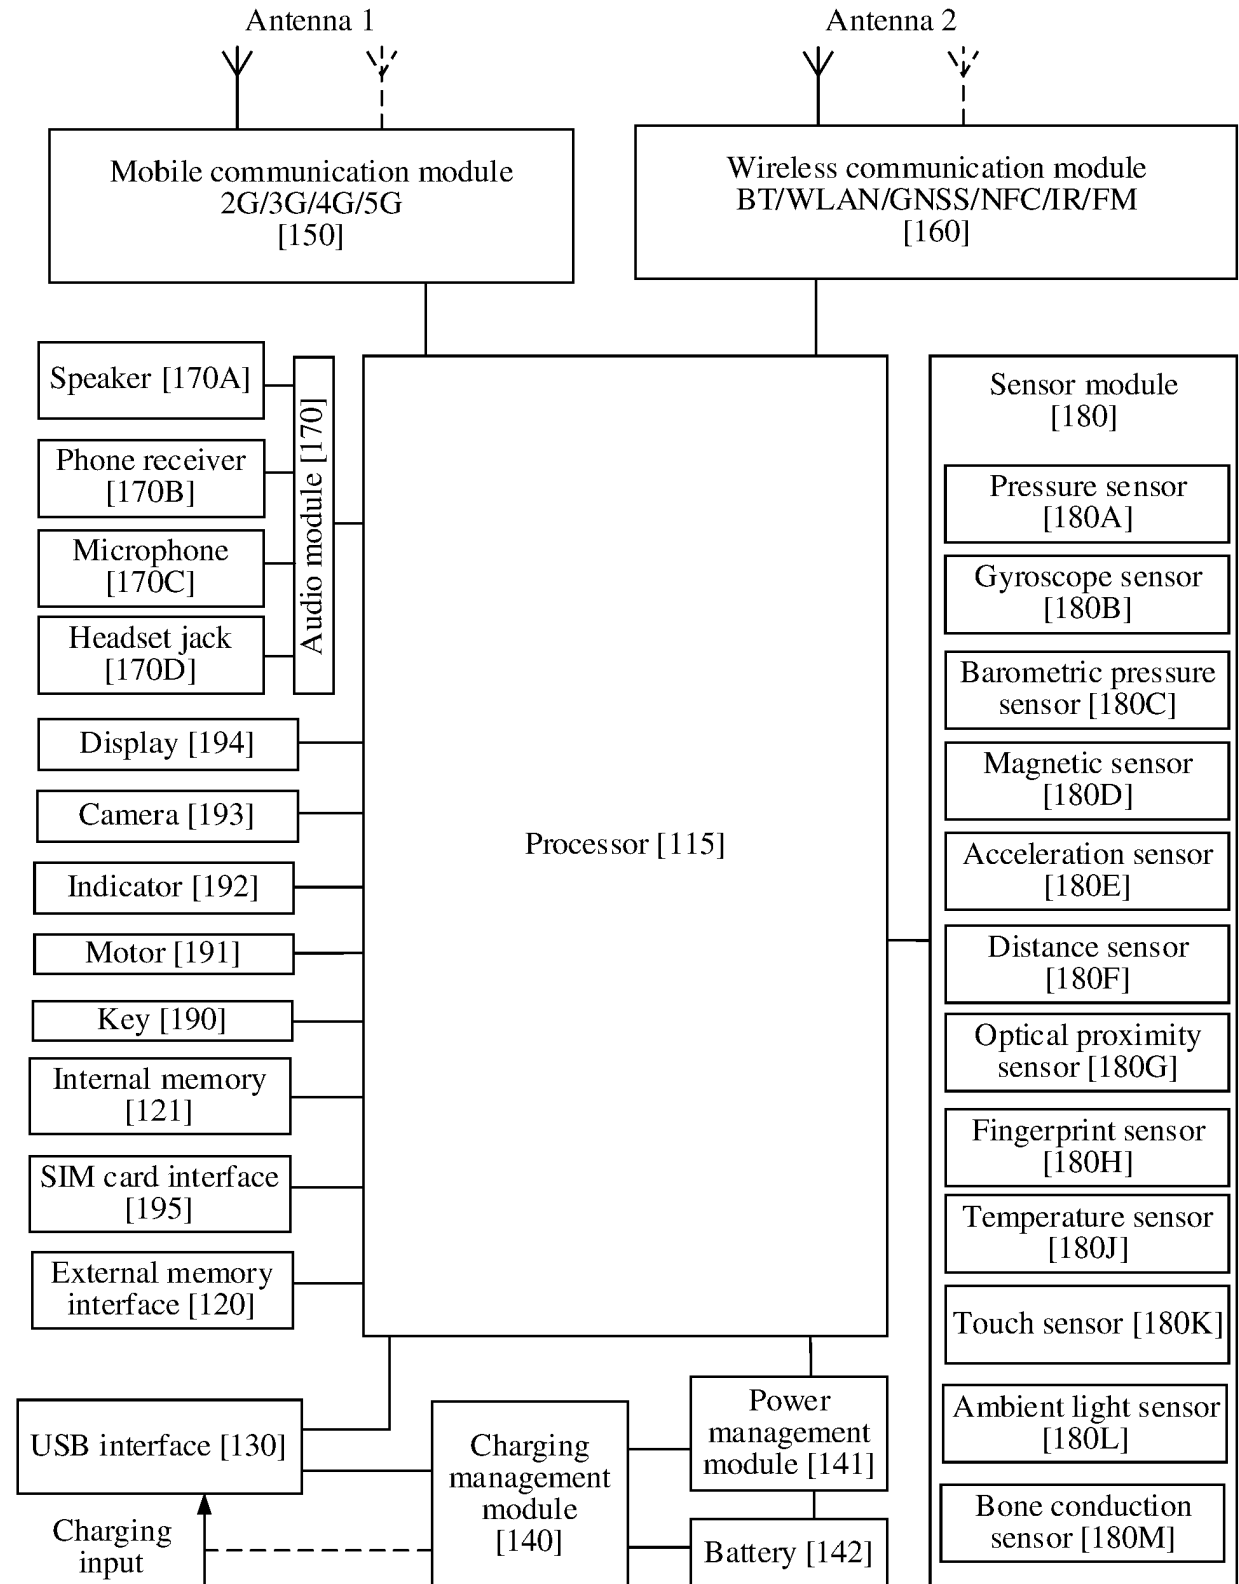 Antenna 1
Antenna 2
Mobile communication module
2G/3G/4G/5G
[150]
Wireless communication module
BT/WLAN/GNSS/NFC/IR/FM
[160]
Speaker [170A]
Phone receiver
[170B]
Microphone
[170C]
Headset jack
[170D]
Audio module [170]
Display [194]
Camera [193]
Indicator [192]
Motor [191]
Key [190]
Internal memory
[121]
SIM card interface
[195]
External memory
interface [120]
Processor [115]
Sensor module
[180]
Pressure sensor
[180A]
Gyroscope sensor
[180B]
Barometric pressure
sensor [180C]
Magnetic sensor
[180D]
Acceleration sensor
[180E]
Distance sensor
[180F]
Optical proximity
sensor [180G]
Fingerprint sensor
[180H]
Temperature sensor
[180J]
Touch sensor [180K]
Ambient light sensor
[180L]
Bone conduction
sensor [180M]
USB interface [130]
Charging
input
Charging
management
module
[140]
Power
management
module [141]
Battery [142]